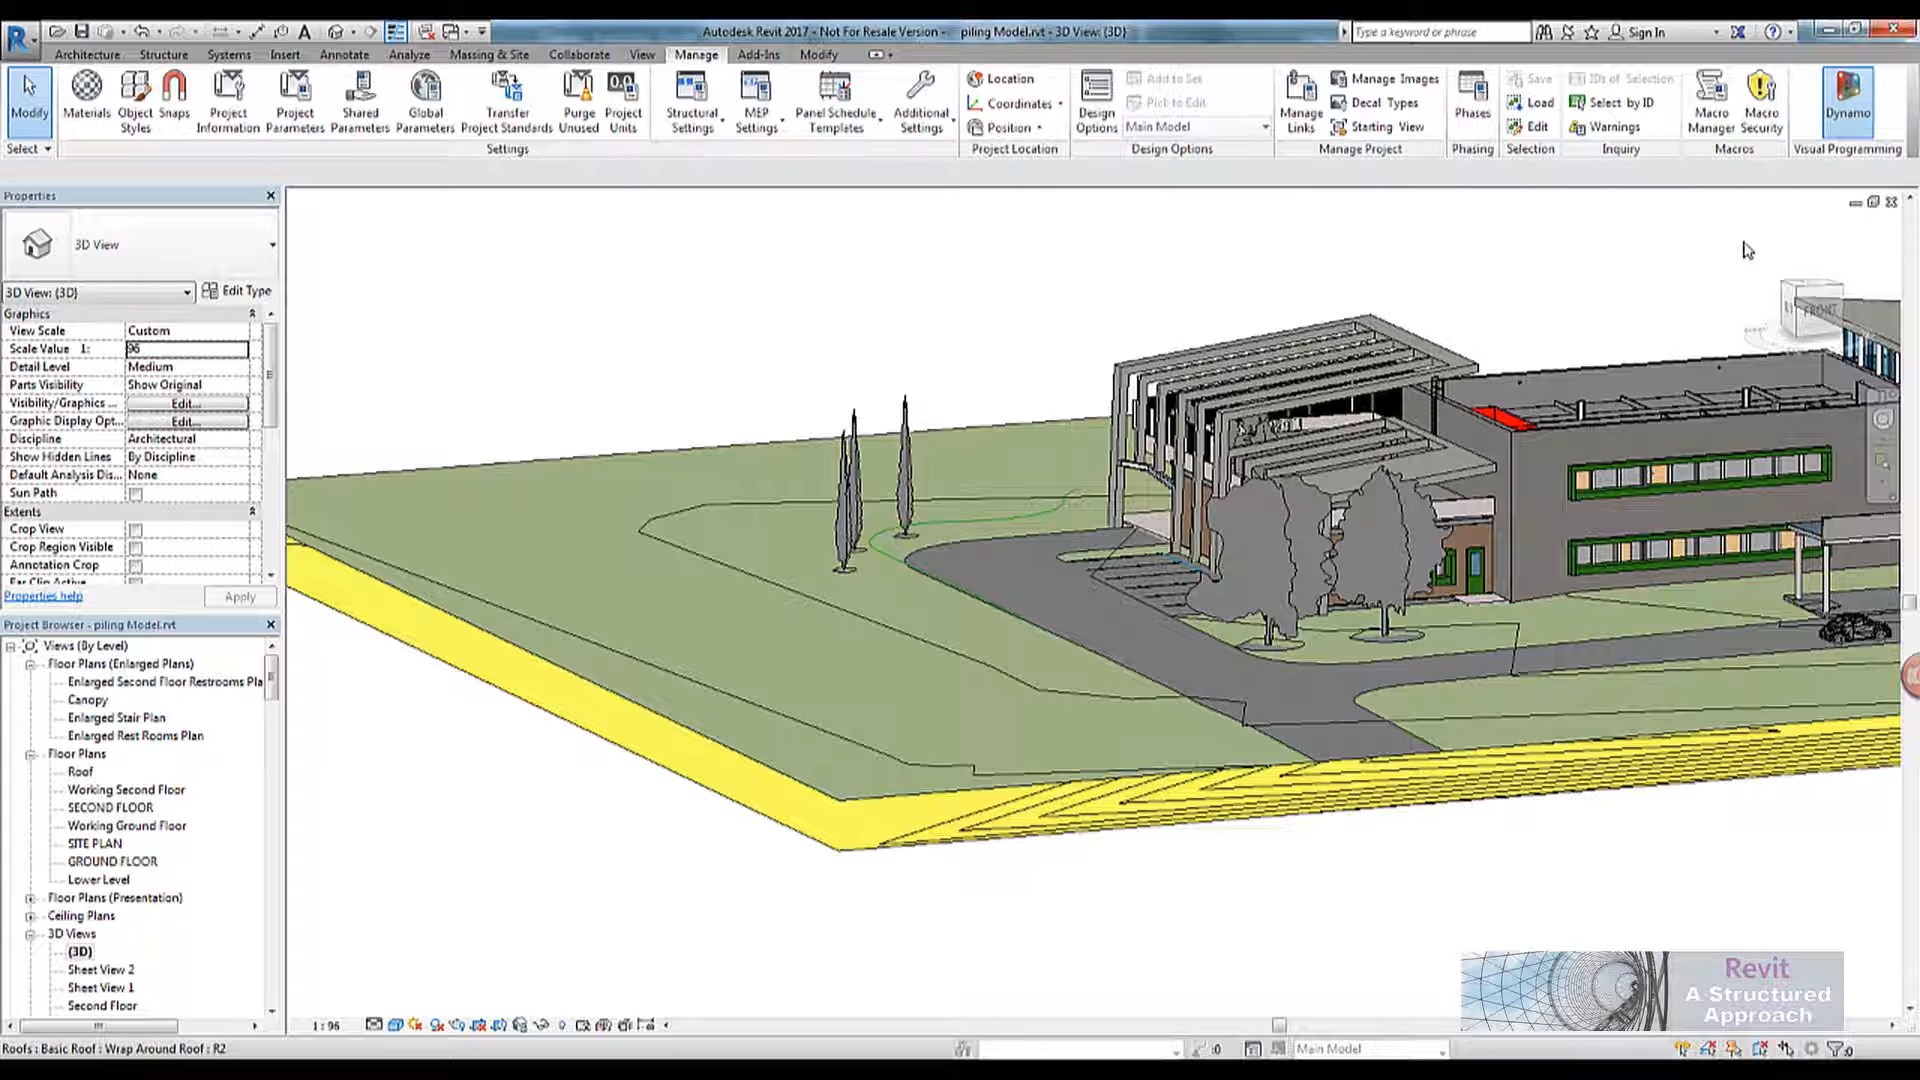 Autodesk Revit 2017 - Not For Resale Version - piling Model.rvt - 3D View: {3D}
Type a keyword or phrase
Sign In
Architecture Structure Systems Insert Annotate Analyze Massing & Site Collaborate View Manage Add-Ins Modify
Modify
Select
Materials
Object Styles
Snaps
Project Information
Project Parameters
Shared Parameters
Global Parameters
Transfer Project Standards
Purge Unused
Project Units
Structural Settings
MEP Settings
Panel Schedule Templates
Additional Settings
Settings
Location
Coordinates
Position
Project Location
Design Options
Add to Set
Pick to Edit
Main Model
Design Options
Manage Links
Manage Images
Decal Types
Starting View
Manage Project
Phases
Phasing
Save
Load
Edit
Selection
IDs of Selection
Select by ID
Warnings
Inquiry
Macro Manager
Macro Security
Macros
Dynamo
Visual Programming
Properties
3D View
3D View: {3D}
Edit Type
Graphics
View Scale Custom
Scale Value 1: 96
Detail Level Medium
Parts Visibility Show Original
Visibility/Graphics ... Edit...
Graphic Display Opt... Edit...
Discipline Architectural
Show Hidden Lines By Discipline
Default Analysis Dis... None
Sun Path
Extents
Crop View
Crop Region Visible
Annotation Crop
Far Clip Active
Properties help
Apply
Project Browser - piling Model.rvt
Views (By Level)
Floor Plans (Enlarged Plans)
Enlarged Second Floor Restrooms Pla
Canopy
Enlarged Stair Plan
Enlarged Rest Rooms Plan
Floor Plans
Roof
Working Second Floor
SECOND FLOOR
Working Ground Floor
SITE PLAN
GROUND FLOOR
Lower Level
Floor Plans (Presentation)
Ceiling Plans
3D Views
{3D}
Sheet View 2
Sheet View 1
Second Floor
FRONT
Revit
A Structured
Approach
1 : 96
Roofs : Basic Roof : Wrap Around Roof : R2
:0
Main Model
:0